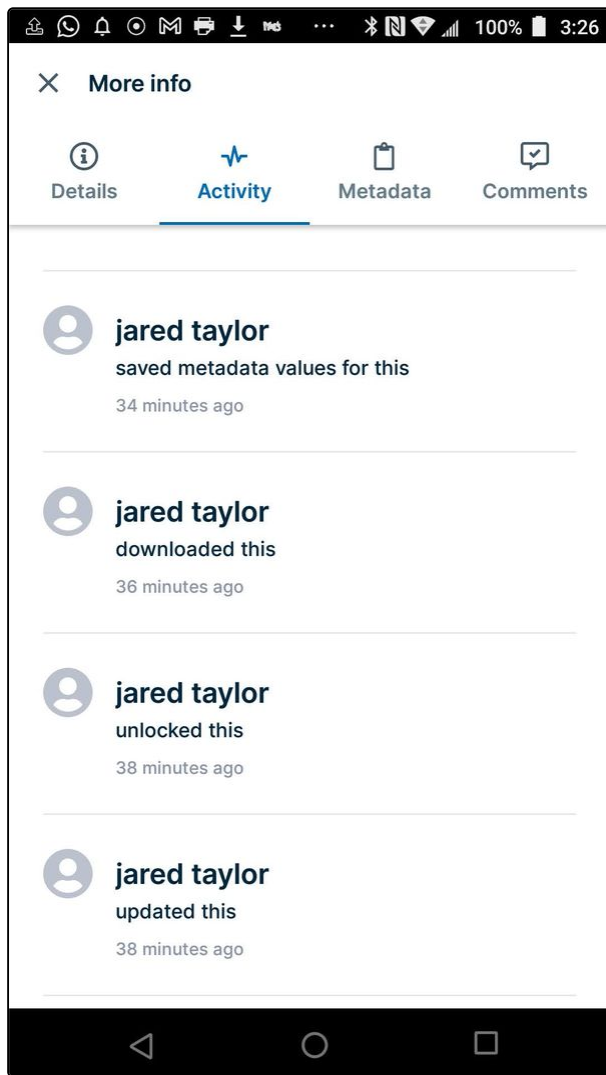 100% 3:26
More info
Details Activity Metadata Comments
jared taylor
saved metadata values for this
34 minutes ago
jared taylor
downloaded this
36 minutes ago
jared taylor
unlocked this
38 minutes ago
jared taylor
updated this
38 minutes ago